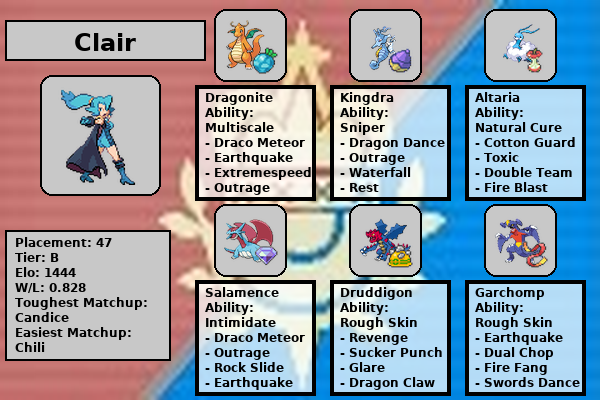 Clair
Placement: 47
Tier: B
Elo: 1444
W/L: 0.828
Toughest Matchup:
Candice
Easiest Matchup:
Chili
Dragonite
Ability:
Multiscale
- Draco Meteor
- Earthquake
- Extremespeed
- Outrage
Kingdra
Ability:
Sniper
- Dragon Dance
- Outrage
- Waterfall
- Rest
Altaria
Ability:
Natural Cure
- Cotton Guard
- Toxic
- Double Team
- Fire Blast
Salamence
Ability:
Intimidate
- Draco Meteor
- Outrage
- Rock Slide
- Earthquake
Druddigon
Ability:
Rough Skin
- Revenge
- Sucker Punch
- Glare
- Dragon Claw
Garchomp
Ability:
Rough Skin
- Earthquake
- Dual Chop
- Fire Fang
- Swords Dance